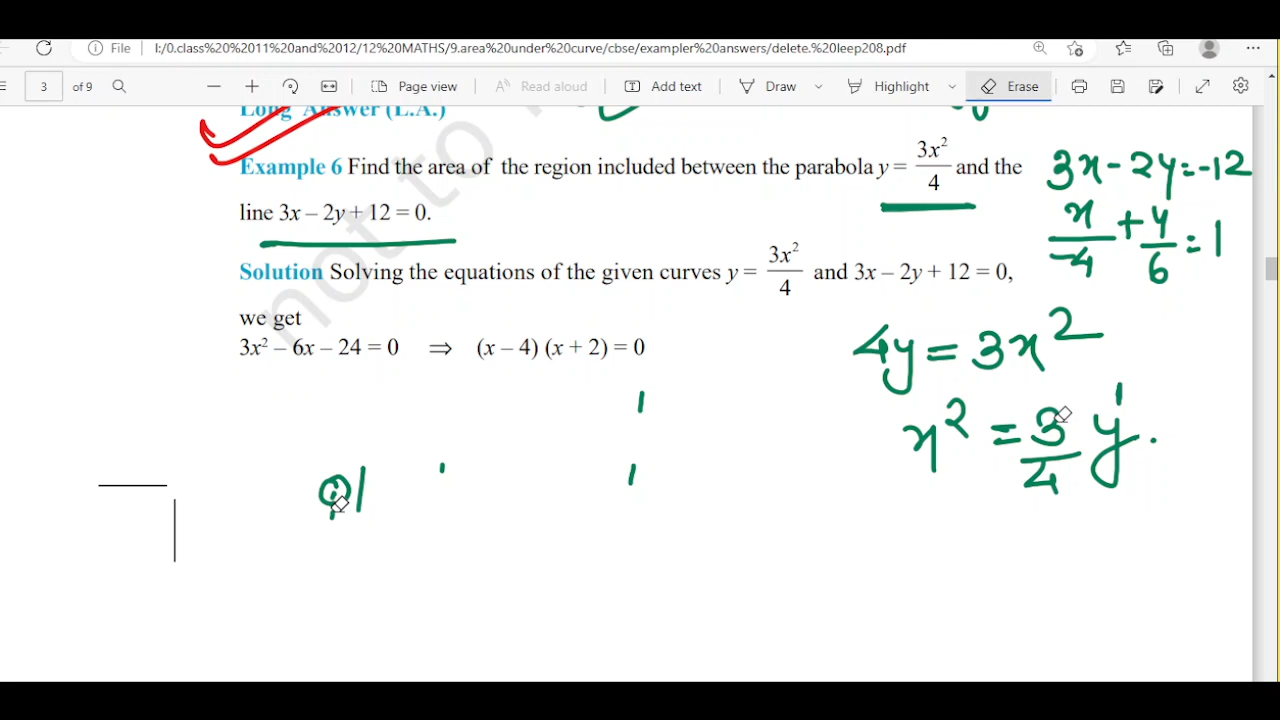 File I:/0.class%20%2011%20and%2012/12%20MATHS/9.area%20under%20curve/cbse/exampler%20answers/delete.%20leep208.pdf
3 of 9 Page view Read aloud Add text Draw Highlight Erase
Long Answer (L.A.)
Example 6 Find the area of the region included between the parabola y = 3x²/4 and the
line 3x – 2y + 12 = 0.
Solution Solving the equations of the given curves y = 3x²/4 and 3x – 2y + 12 = 0,
we get
3x² – 6x – 24 = 0 ⇒ (x – 4) (x + 2) = 0
not to
3x - 2y = -12
x/-4 + y/6 = 1
4y = 3x²
x² = 3/4 y.